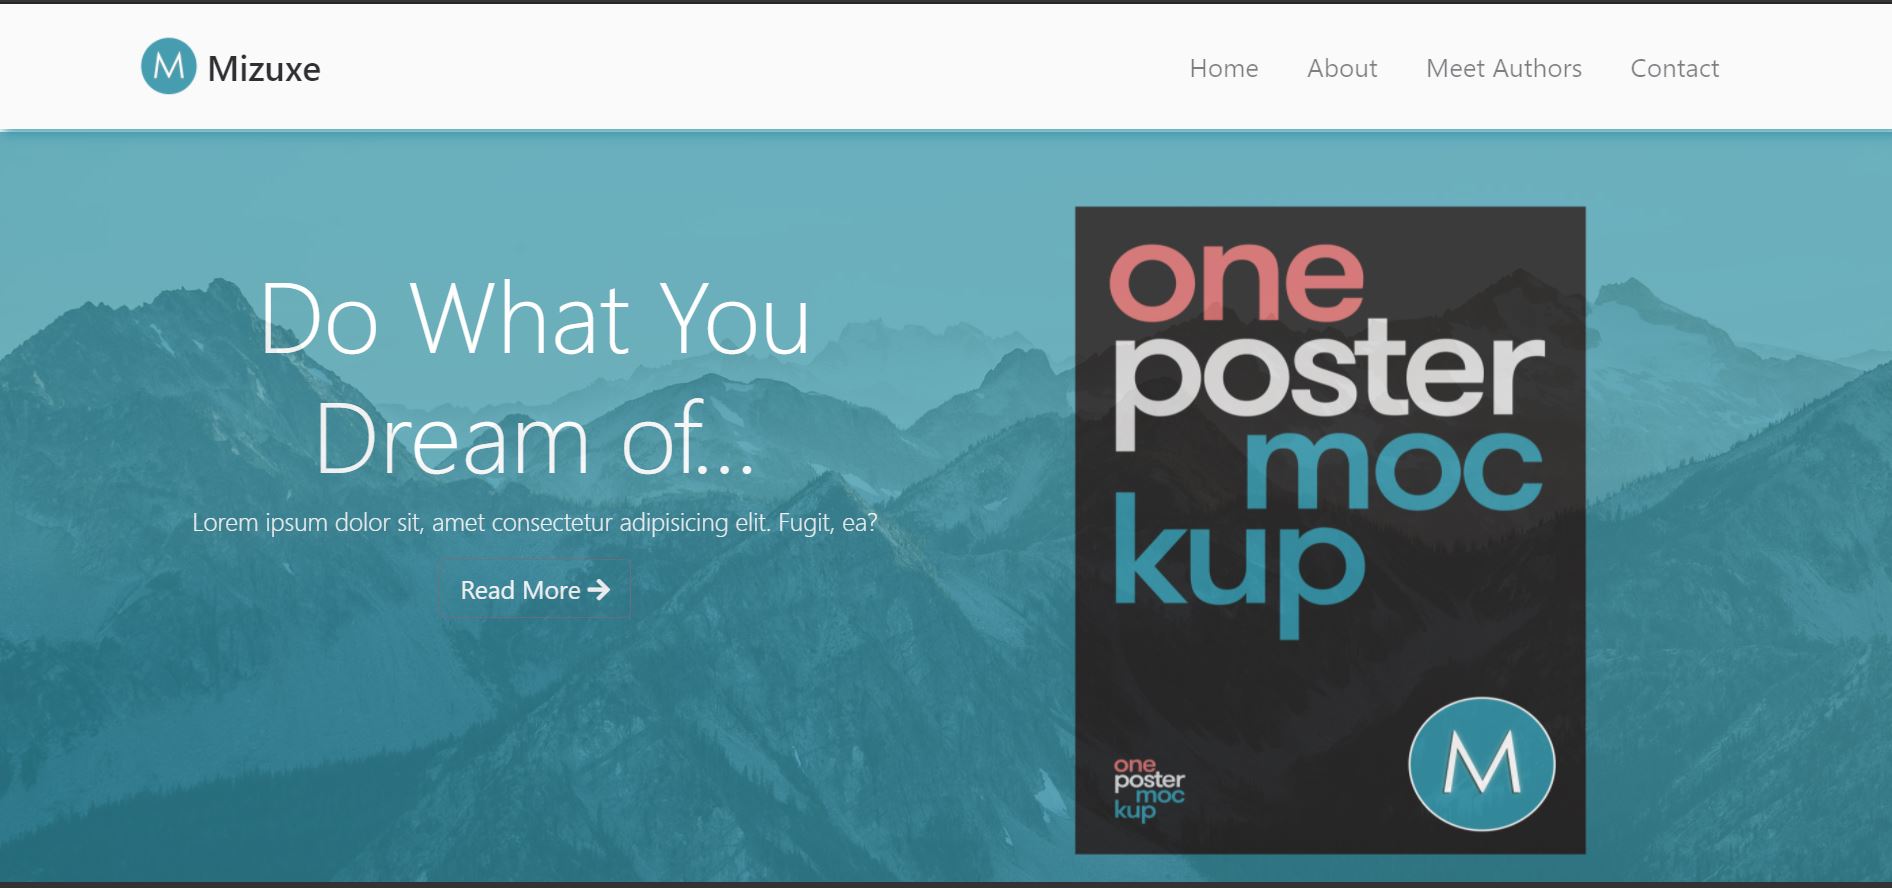 M Mizuxe
Home About Meet Authors Contact
Do What You
Dream of...
Lorem ipsum dolor sit, amet consectetur adipisicing elit. Fugit, ea?
Read More
one
poster
moc
kup
one
poster
moc
kup
M